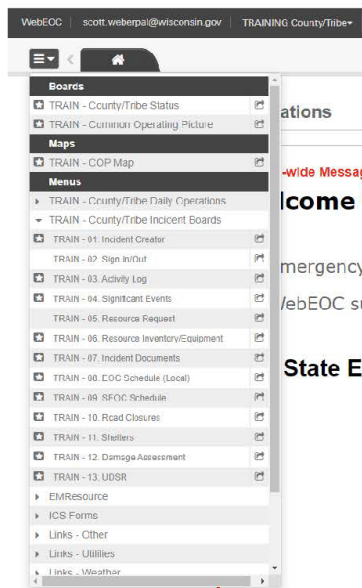 WebEOC scott.weberpal@wisconsin.gov TRAINING County/Tribe
Boards
TRAIN - County/Tribe Status
TRAIN - Common Operating Picture
ations
Maps
TRAIN - COP Map
-wide Messag
Menus
TRAIN - County/Tribe Daily Operations
lcome
TRAIN - County/Tribe Incicent Boards
TRAIN - 01. Incident Creator
TRAIN - 02. Sign In/Out
mergency
TRAIN - 03. Activity Log
TRAIN - 04. Significant Events
/ebEOC su
TRAIN - 05. Resource Request
TRAIN - 06. Resource Inventory/Equipment
TRAIN - 07. Incident Documents
State E
TRAIN - 08. EOC Schedule (Local)
TRAIN - 09. SEOC Schedule
TRAIN - 10. Road Closures
TRAIN - 11. Shelters
TRAIN - 12. Damage Assessment
TRAIN - 13. UDSR
EMResource
ICS Forms
Links - Other
Links - Utilities
Links - Weather